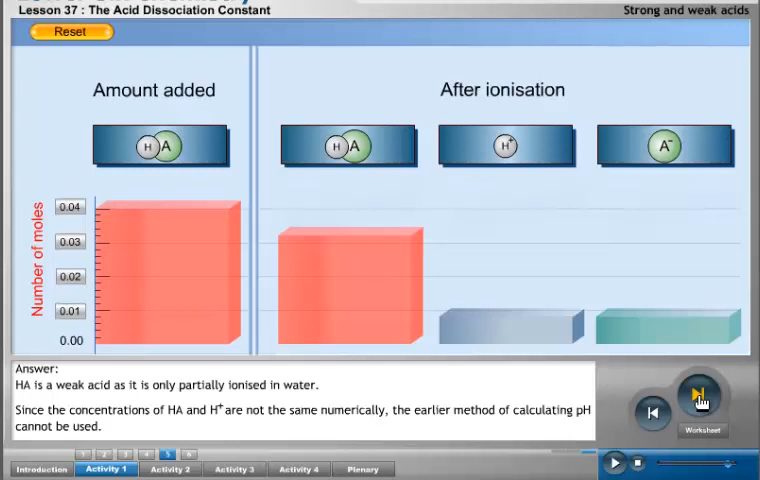 Lesson 37 : The Acid Dissociation Constant
Strong and weak acids
Reset
Amount added
After ionisation
H A
H A
H+
A-
Number of moles
0.04
0.03
0.02
0.01
0.00
Answer:
HA is a weak acid as it is only partially ionised in water.
Since the concentrations of HA and H+ are not the same numerically, the earlier method of calculating pH
cannot be used.
Worksheet
1 2 3 4 5 6
Introduction Activity 1 Activity 2 Activity 3 Activity 4 Plenary